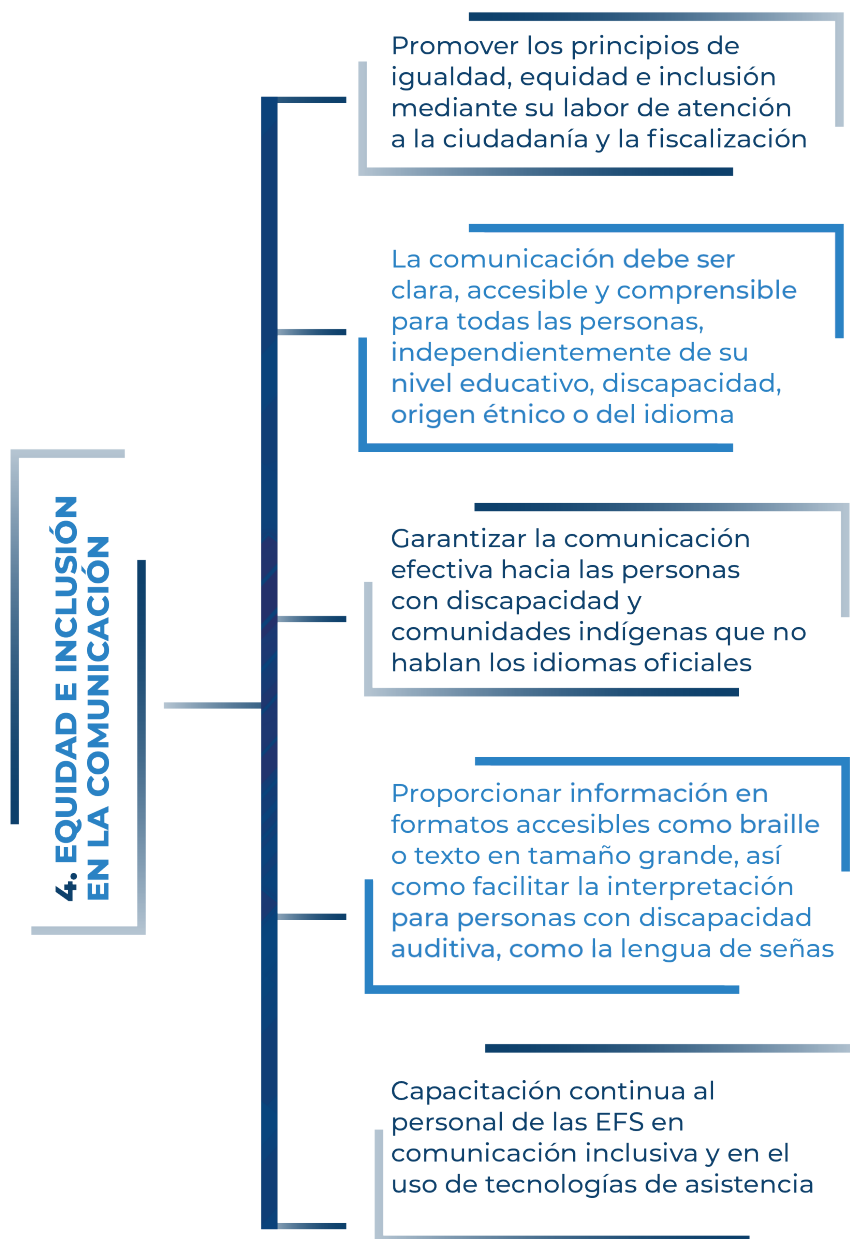 4. EQUIDAD E INCLUSIÓN
EN LA COMUNICACIÓN
Promover los principios de
igualdad, equidad e inclusión
mediante su labor de atención
a la ciudadanía y la fiscalización
La comunicación debe ser
clara, accesible y comprensible
para todas las personas,
independientemente de su
nivel educativo, discapacidad,
origen étnico o del idioma
Garantizar la comunicación
efectiva hacia las personas
con discapacidad y
comunidades indígenas que no
hablan los idiomas oficiales
Proporcionar información en
formatos accesibles como braille
o texto en tamaño grande, así
como facilitar la interpretación
para personas con discapacidad
auditiva, como la lengua de señas
Capacitación continua al
personal de las EFS en
comunicación inclusiva y en el
uso de tecnologías de asistencia